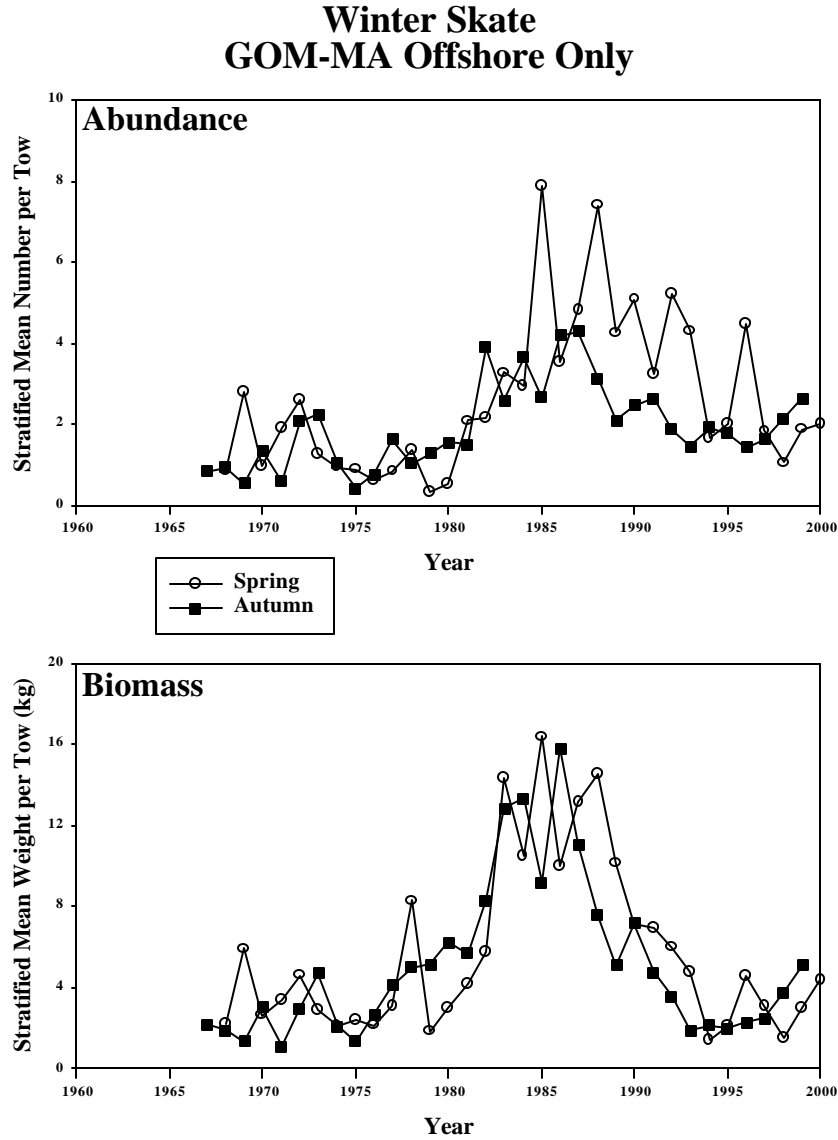 Winter Skate
GOM-MA Offshore Only
Abundance
Stratified Mean Number per Tow
10
8
6
4
2
0
1960 1965 1970 1975 1980 1985 1990 1995 2000
Year
Spring
Autumn
Biomass
Stratified Mean Weight per Tow (kg)
20
16
12
8
4
0
1960 1965 1970 1975 1980 1985 1990 1995 2000
Year